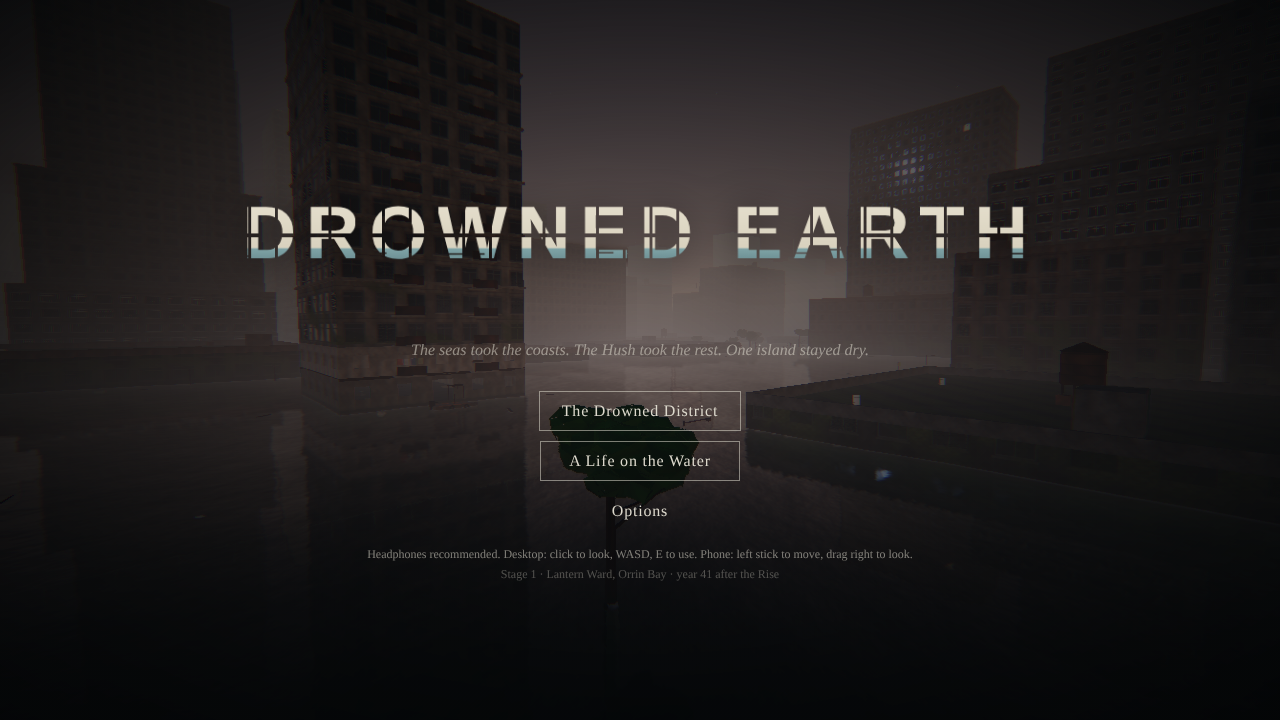 DROWNED EARTH
The seas took the coasts. The Hush took the rest. One island stayed dry.
The Drowned District
A Life on the Water
Options
Headphones recommended. Desktop: click to look, WASD, E to use. Phone: left stick to move, drag right to look.
Stage 1 · Lantern Ward, Orrin Bay · year 41 after the Rise